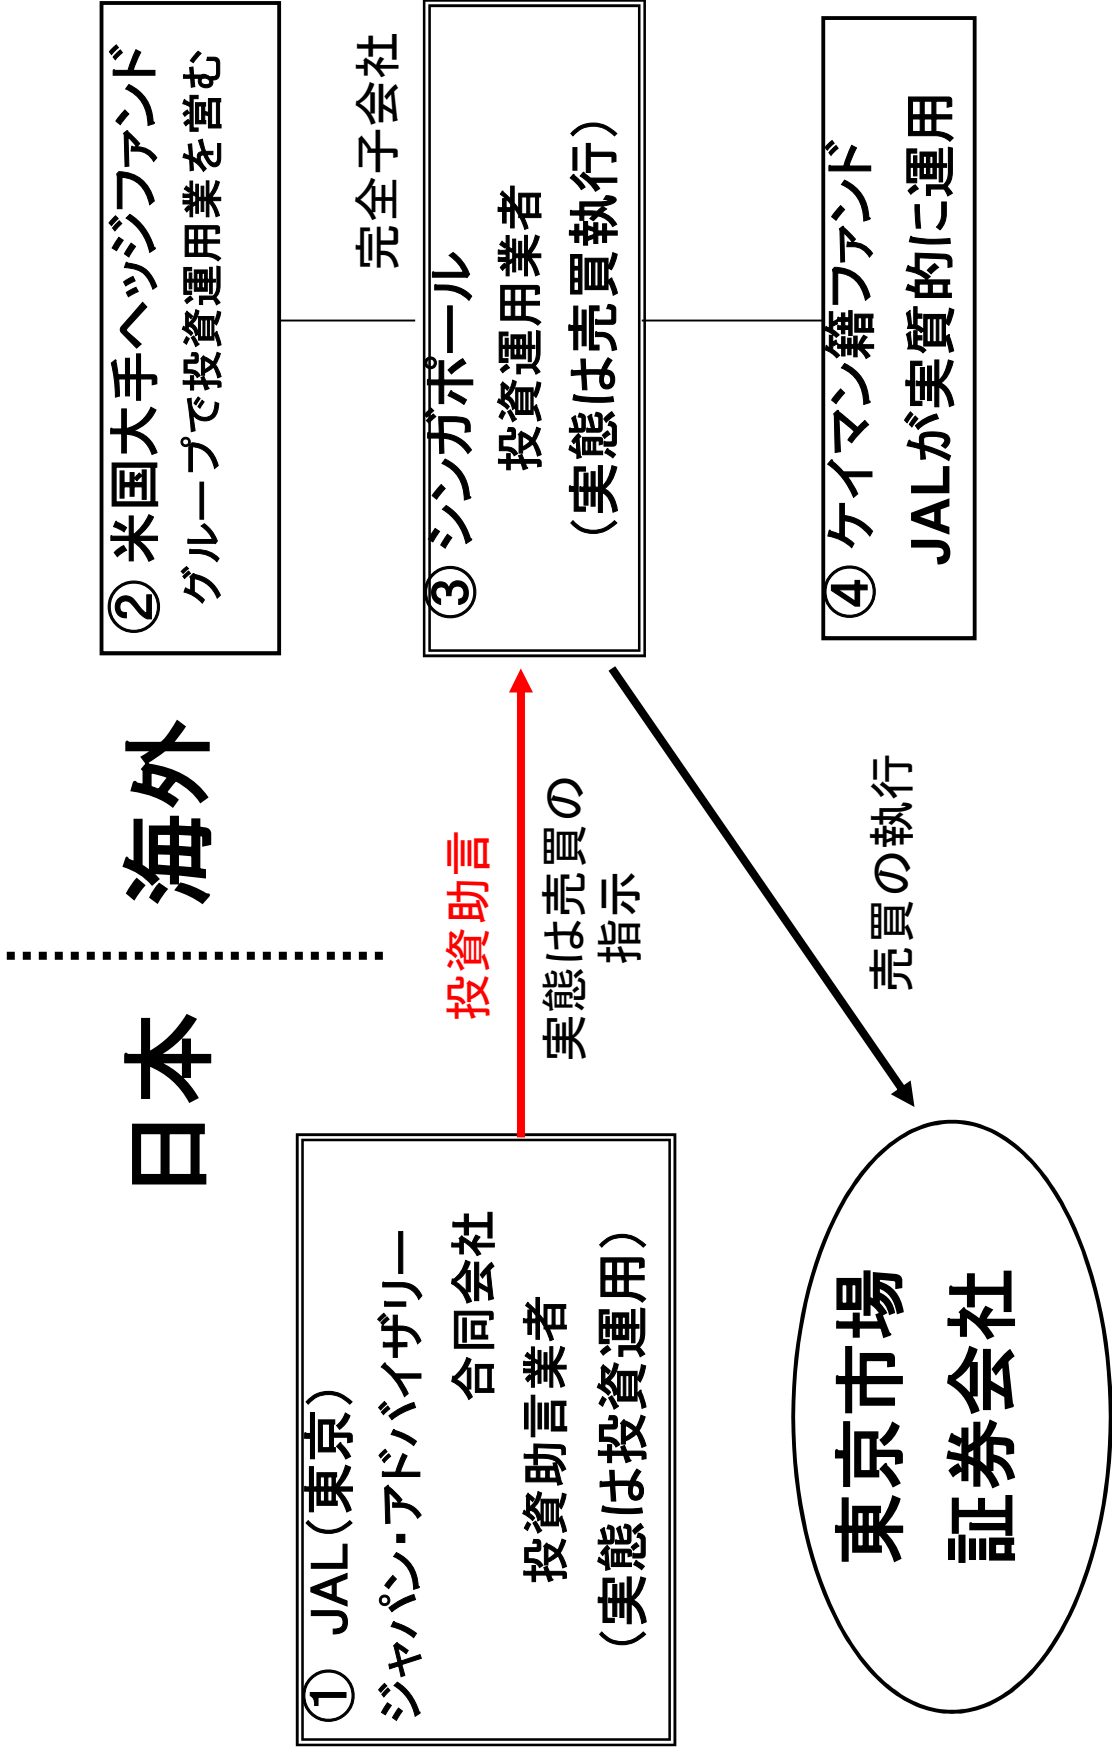 日本
海外
① JAL（東京）
ジャパン・アドバイザリー
合同会社
投資助言業者
（実態は投資運用）
投資助言
実態は売買の
指示
② 米国大手ヘッジファンド
グループで投資運用業を営む
完全子会社
③ シンガポール
投資運用業者
（実態は売買執行）
④ ケイマン籍ファンド
JALが実質的に運用
売買の執行
東京市場
証券会社